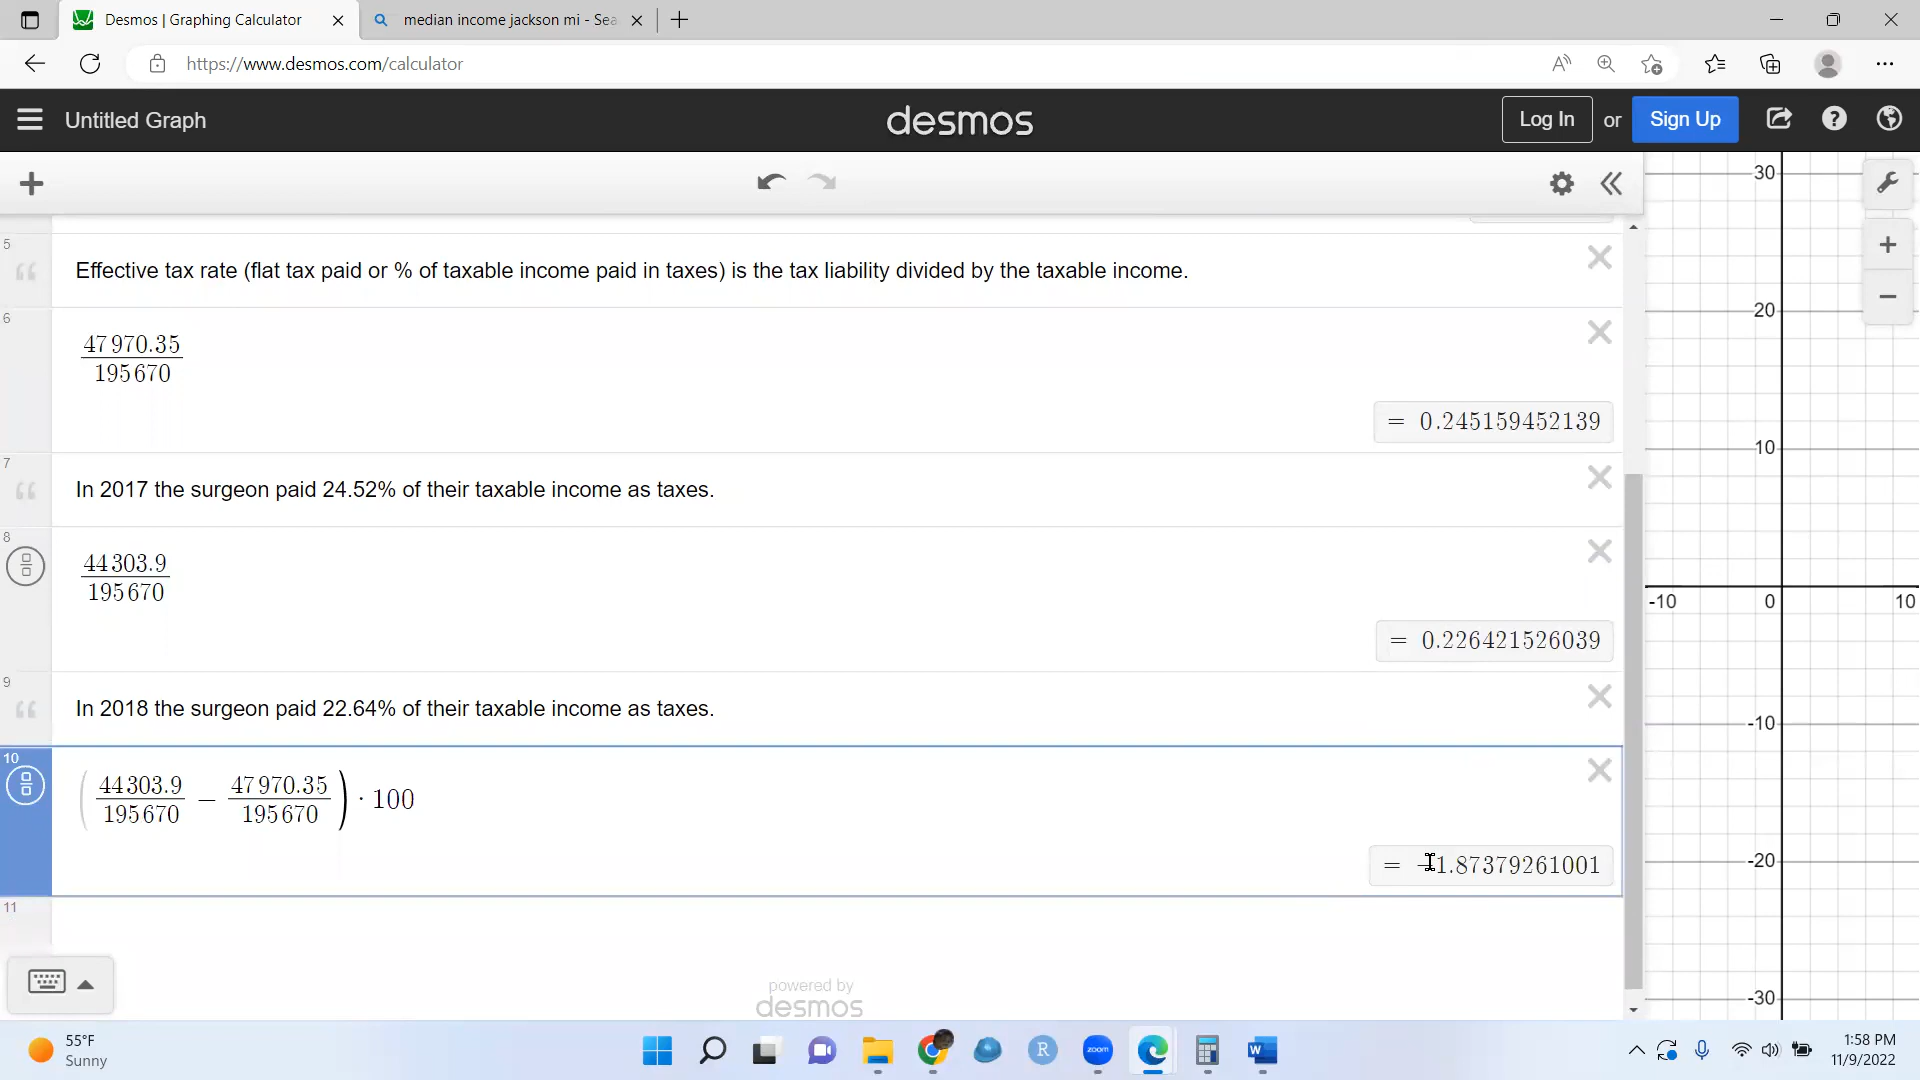 Desmos | Graphing Calculator
median income jackson mi - Sea
https://www.desmos.com/calculator
Untitled Graph
desmos
Log In or Sign Up
5
Effective tax rate (flat tax paid or % of taxable income paid in taxes) is the tax liability divided by the taxable income.
6
47970.35
195670
= 0.245159452139
7
In 2017 the surgeon paid 24.52% of their taxable income as taxes.
8
44303.9
195670
= 0.226421526039
9
In 2018 the surgeon paid 22.64% of their taxable income as taxes.
10
(44303.9/195670 − 47970.35/195670) · 100
= −1.87379261001
11
powered by
desmos
30
20
10
-10 0 10
-10
-20
-30
55°F
Sunny
zoom
1:58 PM
11/9/2022